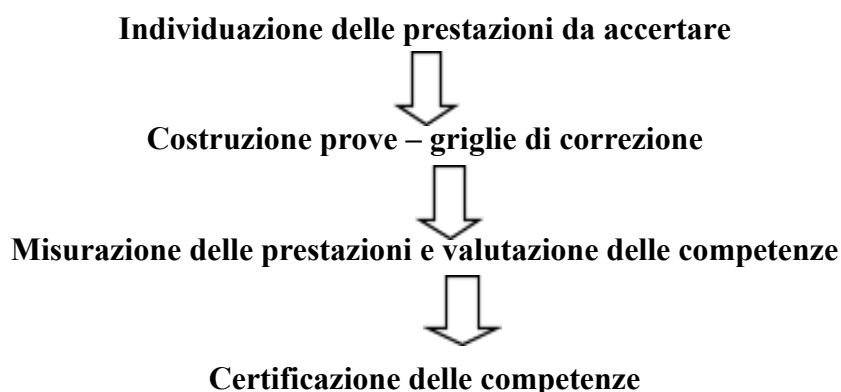 Individuazione delle prestazioni da accertare
Costruzione prove – griglie di correzione
Misurazione delle prestazioni e valutazione delle competenze
Certificazione delle competenze